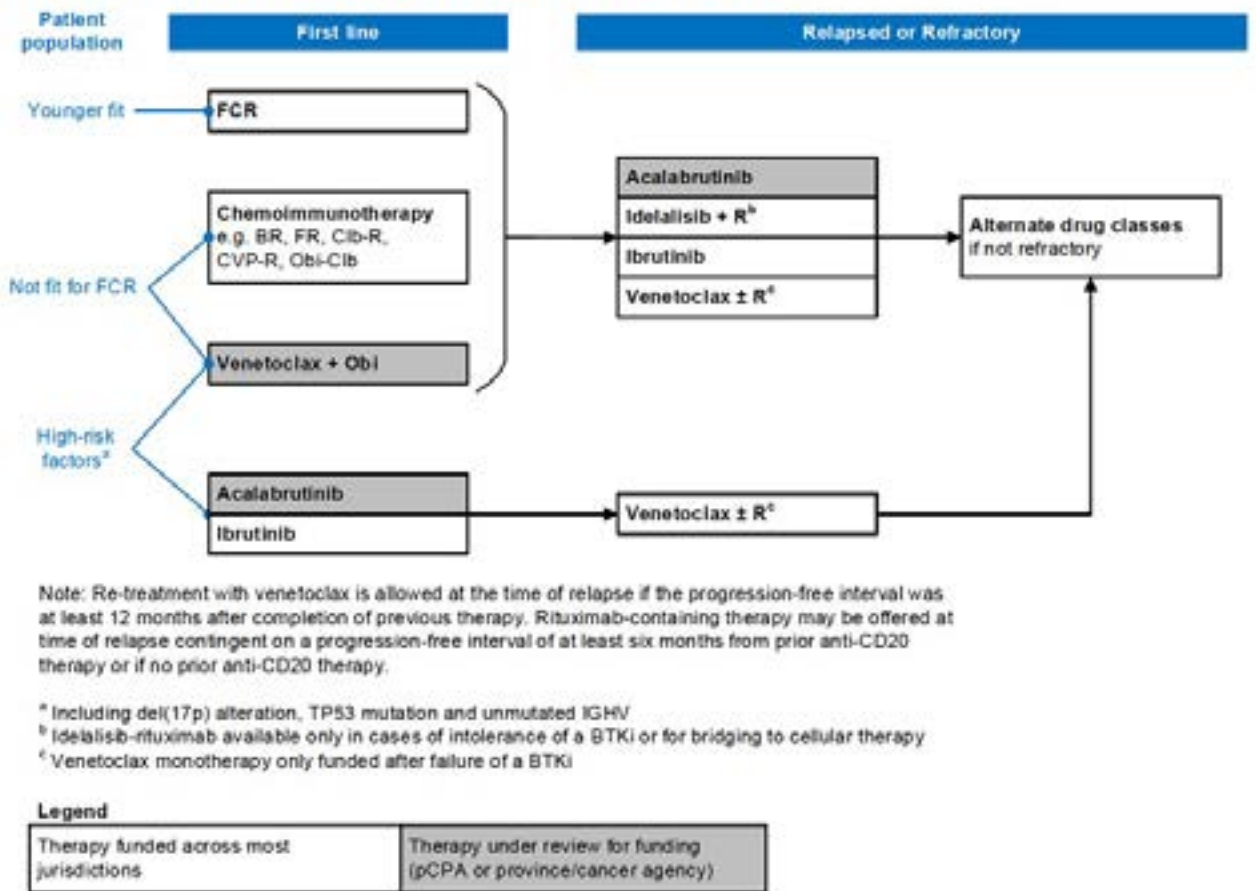 Patient
population
First line
Relapsed or Refractory
Younger fit
FCR
Chemoimmunotherapy
e.g. BR, FR, Clb-R,
CVP-R, Obi-Clb
Not fit for FCR
Venetoclax + Obi
High-risk
factorsᵃ
Acalabrutinib
Ibrutinib
Acalabrutinib
Idelalisib + Rᵇ
Ibrutinib
Venetoclax ± Rᶜ
Venetoclax ± Rᶜ
Alternate drug classes
if not refractory
Note: Re-treatment with venetoclax is allowed at the time of relapse if the progression-free interval was
at least 12 months after completion of previous therapy. Rituximab-containing therapy may be offered at
time of relapse contingent on a progression-free interval of at least six months from prior anti-CD20
therapy or if no prior anti-CD20 therapy.
ᵃ Including del(17p) alteration, TP53 mutation and unmutated IGHV
ᵇ Idelalisib-rituximab available only in cases of intolerance of a BTKi or for bridging to cellular therapy
ᶜ Venetoclax monotherapy only funded after failure of a BTKi
Legend
Therapy funded across most
jurisdictions
Therapy under review for funding
(pCPA or province/cancer agency)